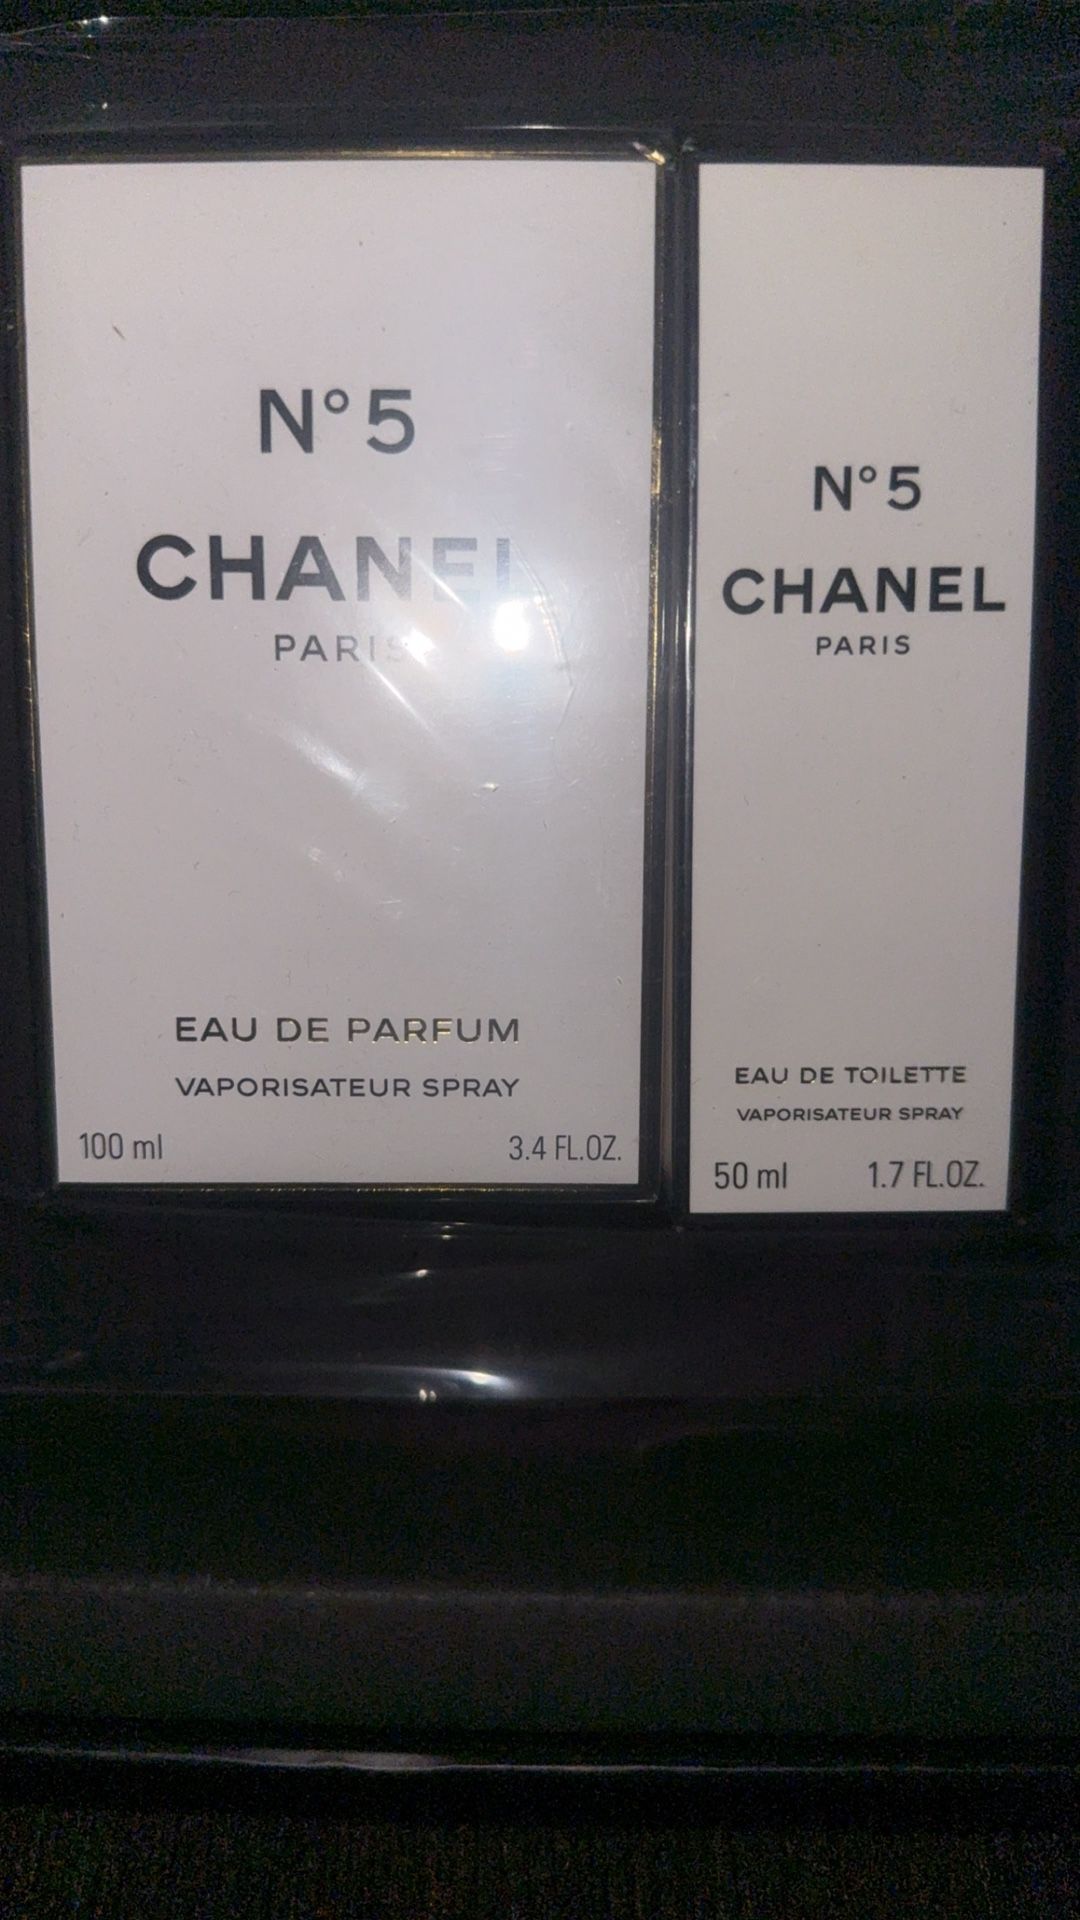 N° 5
CHANEL
PARIS
EAU DE PARFUM
VAPORISATEUR SPRAY
100 ml 3.4 FL.OZ.
N° 5
CHANEL
PARIS
EAU DE TOILETTE
VAPORISATEUR SPRAY
50 ml 1.7 FL.OZ.